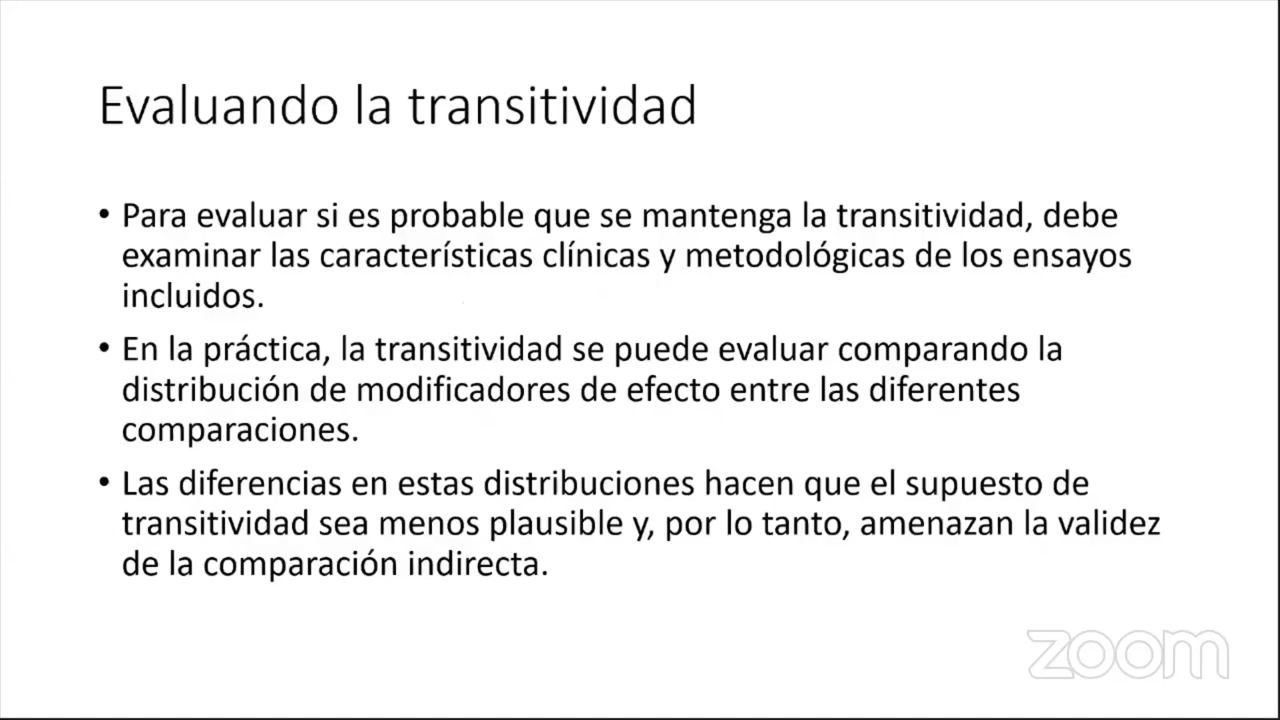 Evaluando la transitividad
• Para evaluar si es probable que se mantenga la transitividad, debe
examinar las características clínicas y metodológicas de los ensayos
incluidos.
• En la práctica, la transitividad se puede evaluar comparando la
distribución de modificadores de efecto entre las diferentes
comparaciones.
• Las diferencias en estas distribuciones hacen que el supuesto de
transitividad sea menos plausible y, por lo tanto, amenazan la validez
de la comparación indirecta.
zoom